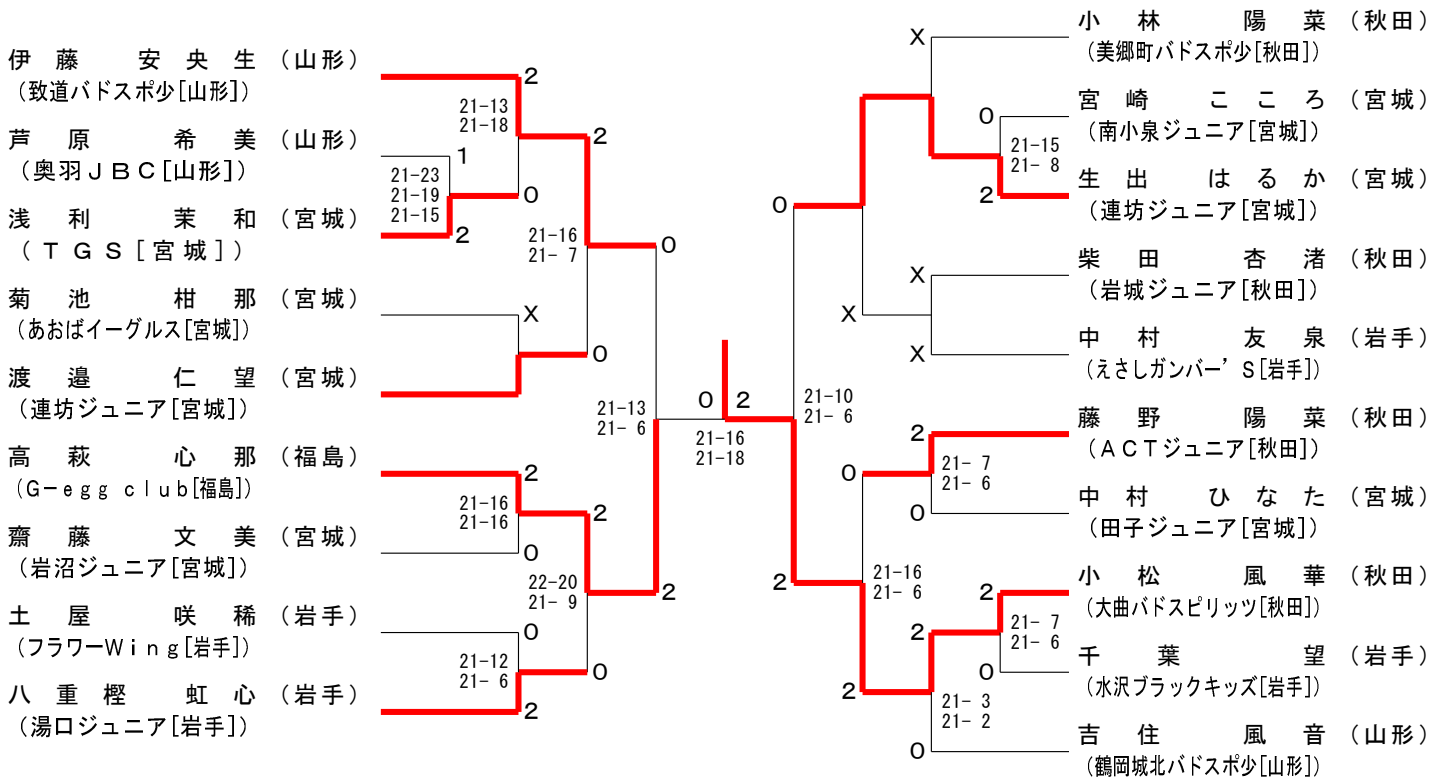 伊藤 安央生 (山形)
(致道バドスポ少[山形])
芦原 希美 (山形)
(奥羽JBC[山形])
浅利 茉和 (宮城)
(TGS[宮城])
菊池 柑那 (宮城)
(あおばイーグルス[宮城])
渡邉 仁望 (宮城)
(連坊ジュニア[宮城])
高萩 心那 (福島)
(G-egg club[福島])
齋藤 文美 (宮城)
(岩沼ジュニア[宮城])
土屋 咲稀 (岩手)
(フラワーWing[岩手])
八重樫 虹心 (岩手)
(湯口ジュニア[岩手])
2
21-13
21-18
2
1
21-23
21-19
21-15
0
2
21-16
21- 7
0
X
0
21-13
21- 6
2
21-16
21-16
2
0
22-20
21- 9
2
0
21-12
21- 6
0
2
0 2
21-16
21-18
X
0
21-15
21- 8
2
0
X
X
X
21-10
21- 6
2
21- 7
21- 6
0
0
2
21-16
21- 6
2
21- 7
21- 6
2
0
2
21- 3
21- 2
0
小林 陽菜 (秋田)
(美郷町バドスポ少[秋田])
宮崎 こころ (宮城)
(南小泉ジュニア[宮城])
生出 はるか (宮城)
(連坊ジュニア[宮城])
柴田 杏渚 (秋田)
(岩城ジュニア[秋田])
中村 友泉 (岩手)
(えさしガンバー’S[岩手])
藤野 陽菜 (秋田)
(ACTジュニア[秋田])
中村 ひなた (宮城)
(田子ジュニア[宮城])
小松 風華 (秋田)
(大曲バドスピリッツ[秋田])
千葉 望 (岩手)
(水沢ブラックキッズ[岩手])
吉住 風音 (山形)
(鶴岡城北バドスポ少[山形])